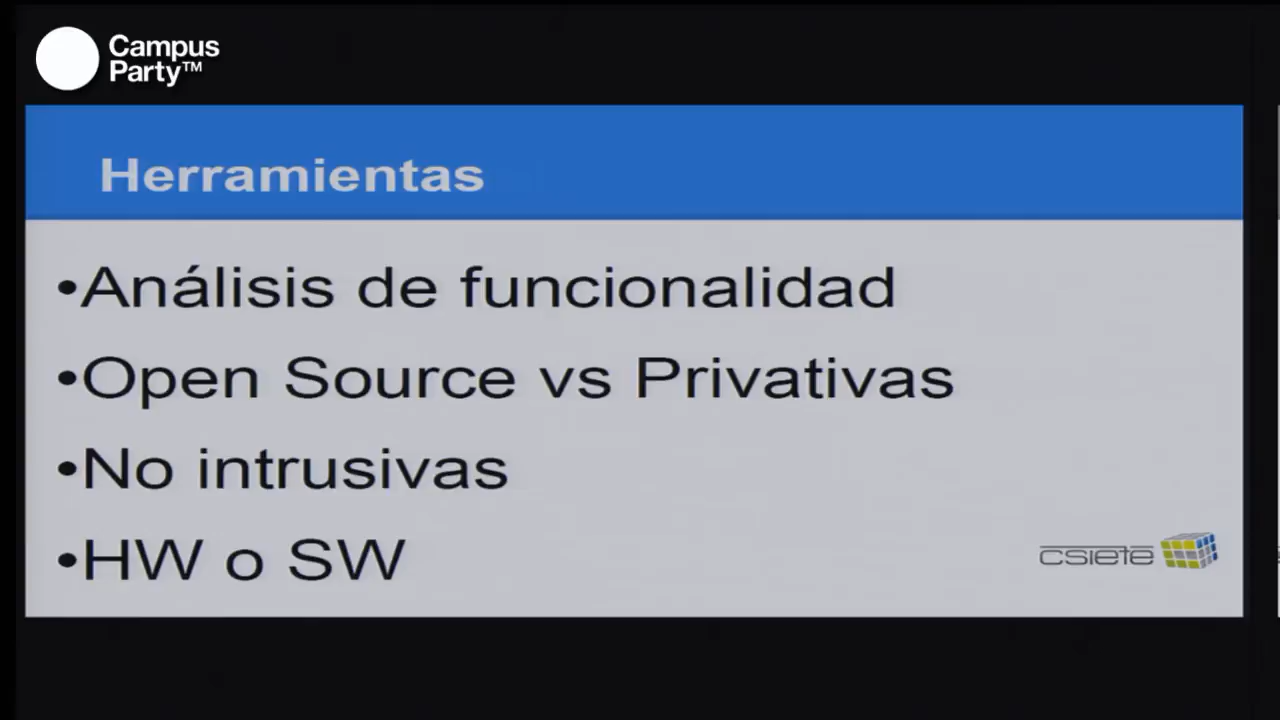 Campus
Party™
Herramientas
•Análisis de funcionalidad
•Open Source vs Privativas
•No intrusivas
•HW o SW
csiete